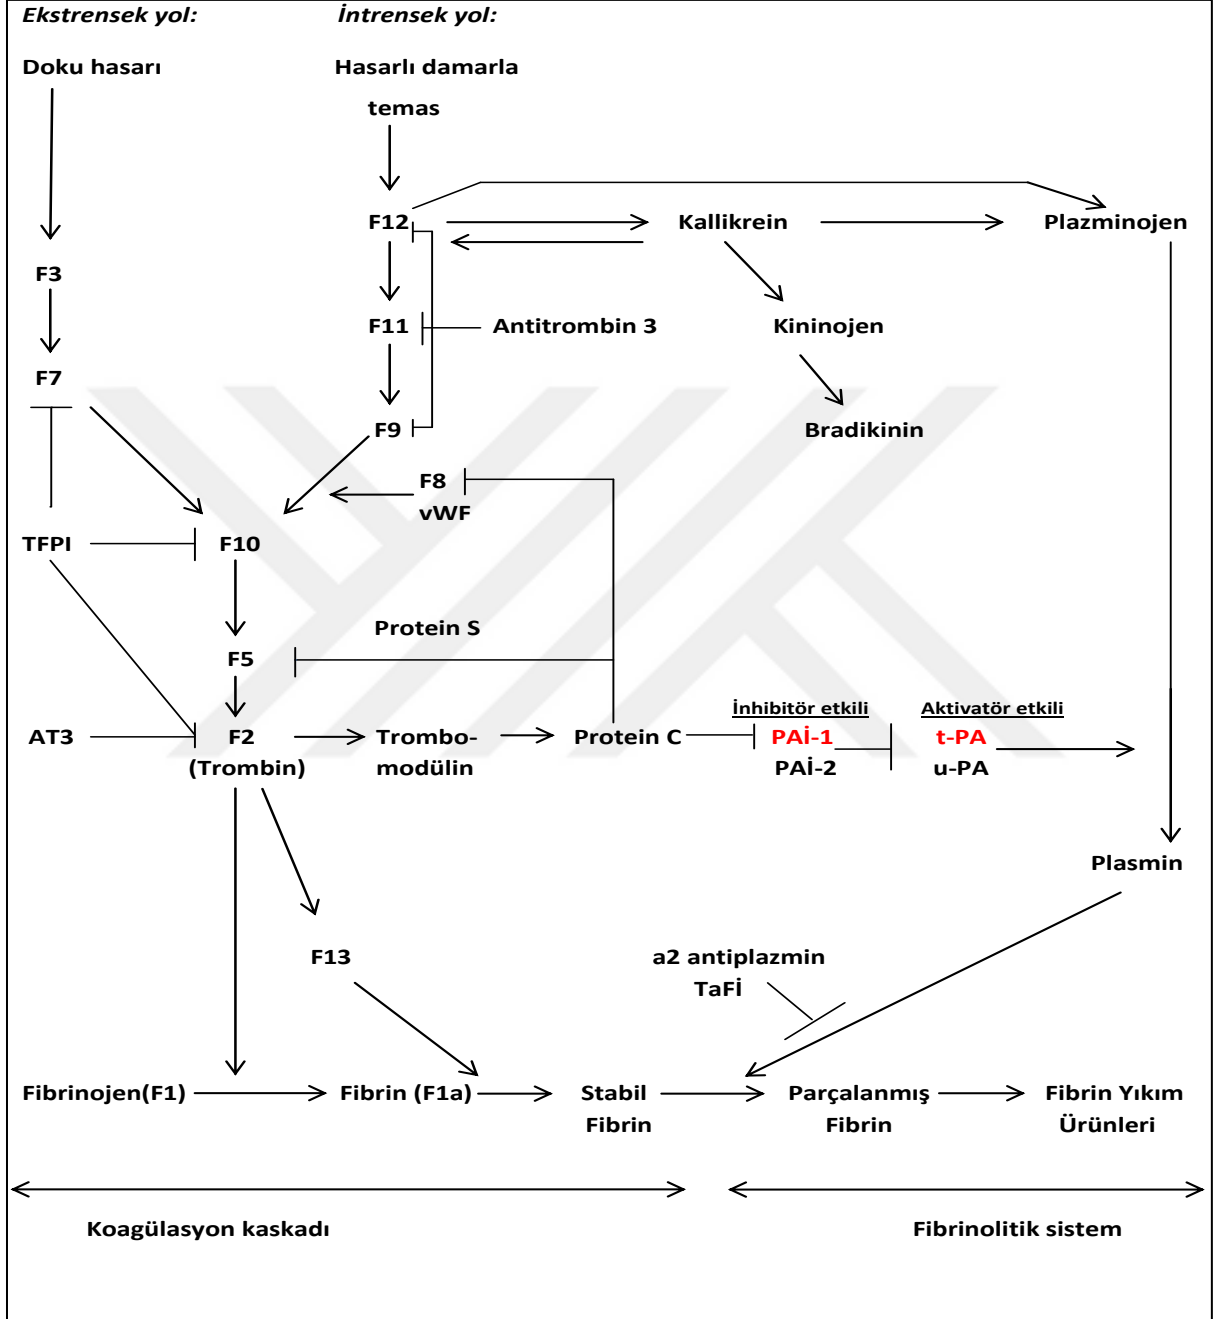 Ekstrensek yol:
İntrensek yol:
Doku hasarı
Hasarlı damarla
temas
F12
Kallikrein
Plazminojen
F3
F11
Antitrombin 3
Kininojen
F7
F9
Bradikinin
F8
vWF
TFPI
F10
Protein S
F5
İnhibitör etkili
Aktivatör etkili
AT3
F2
(Trombin)
Trombo-
modülin
Protein C
PAİ-1
PAİ-2
t-PA
u-PA
Plasmin
F13
a2 antiplazmin
TaFİ
Fibrinojen(F1)
Fibrin (F1a)
Stabil
Fibrin
Parçalanmış
Fibrin
Fibrin Yıkım
Ürünleri
Koagülasyon kaskadı
Fibrinolitik sistem